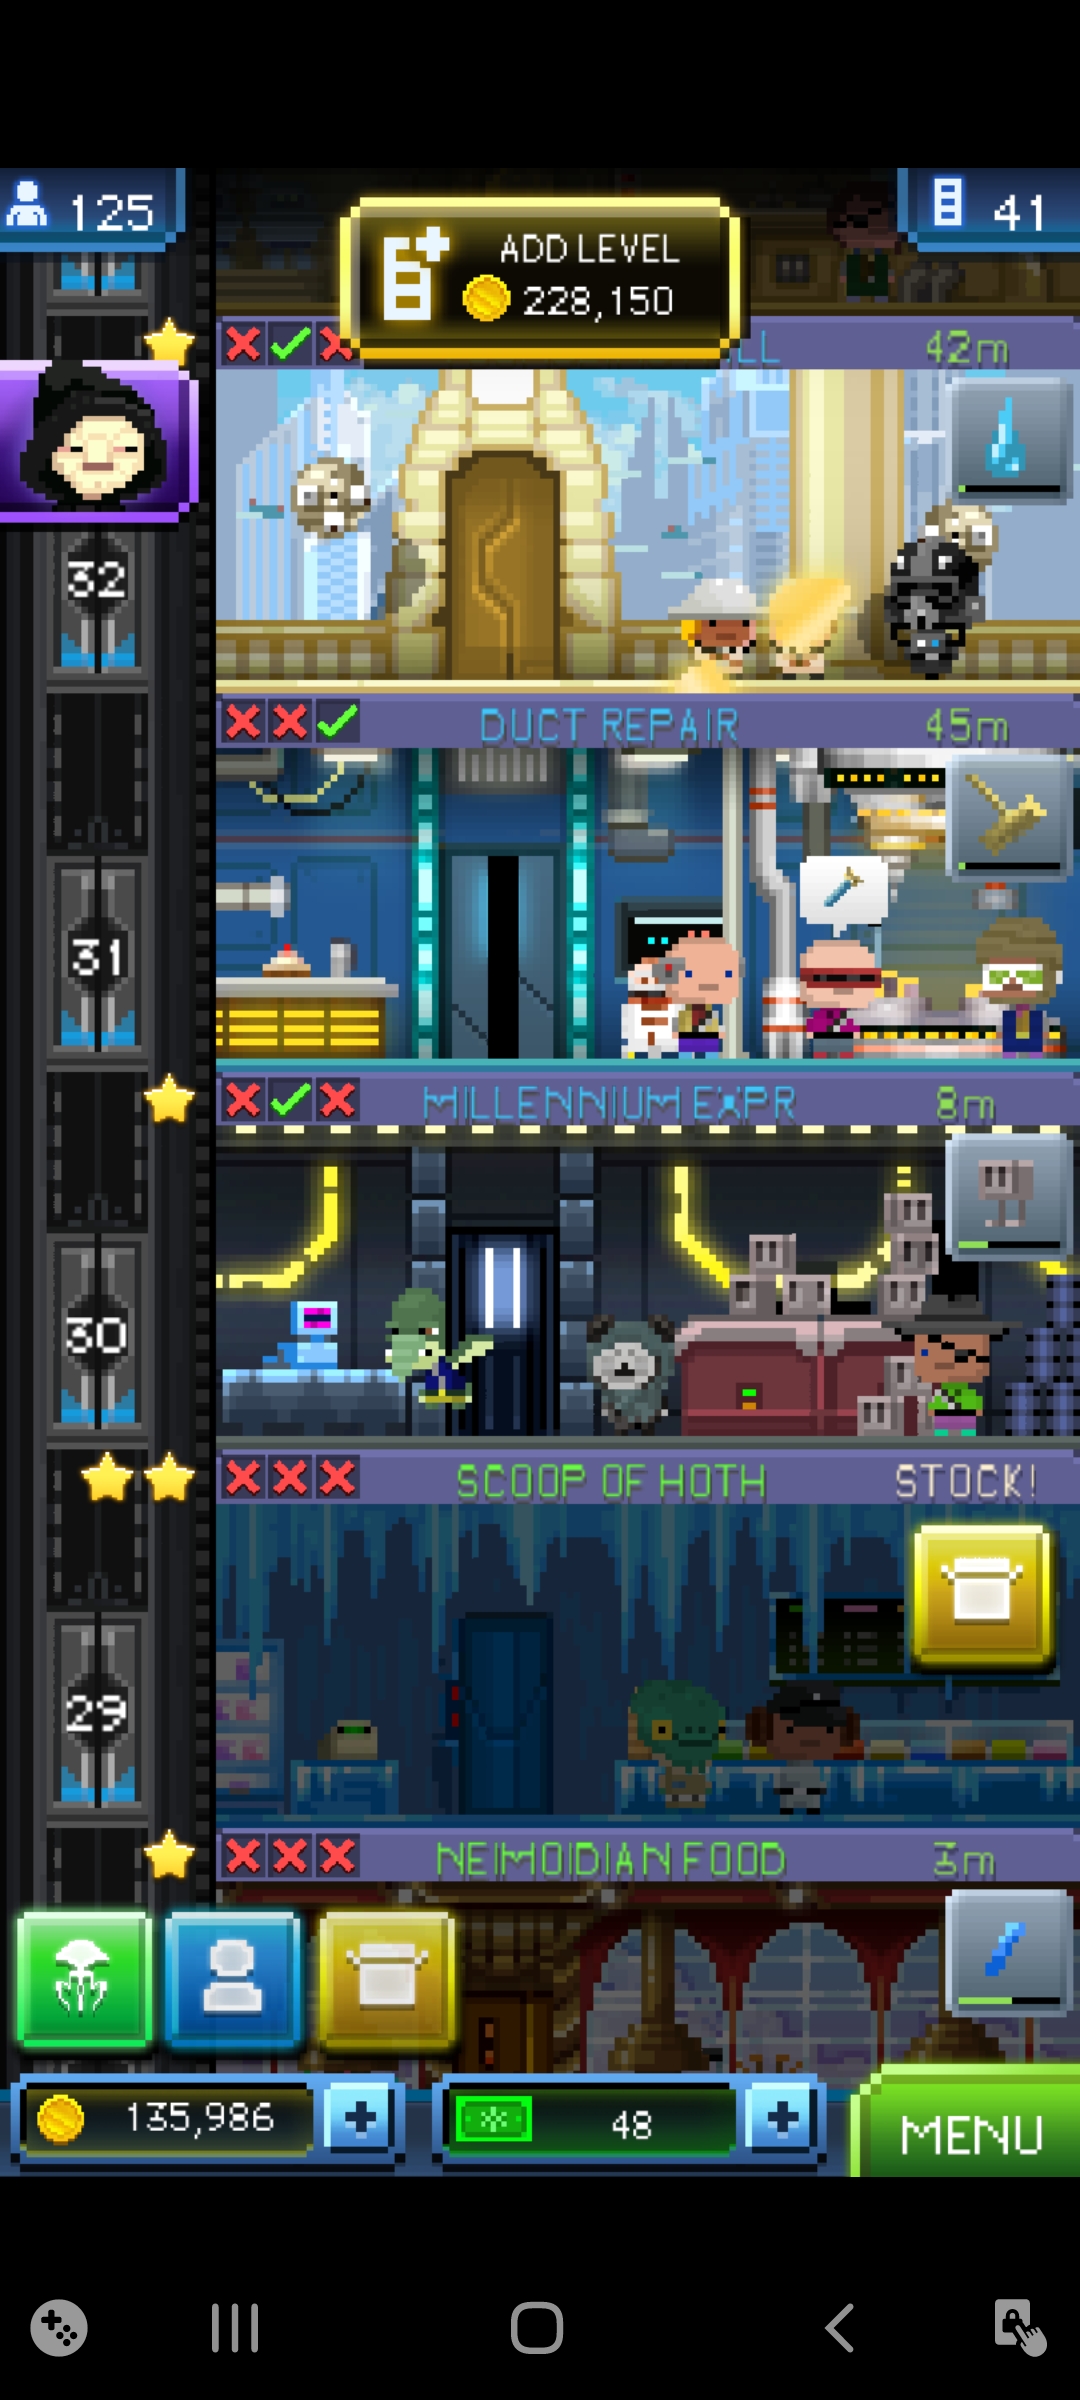 125
41
ADD LEVEL
228,150
LL
42m
32
DUCT REPAIR
45m
31
MILLENNIUM EXPR
8m
30
SCOOP OF HOTH
STOCK!
29
NEIMOIDIAN FOOD
3m
135,986
48
MENU